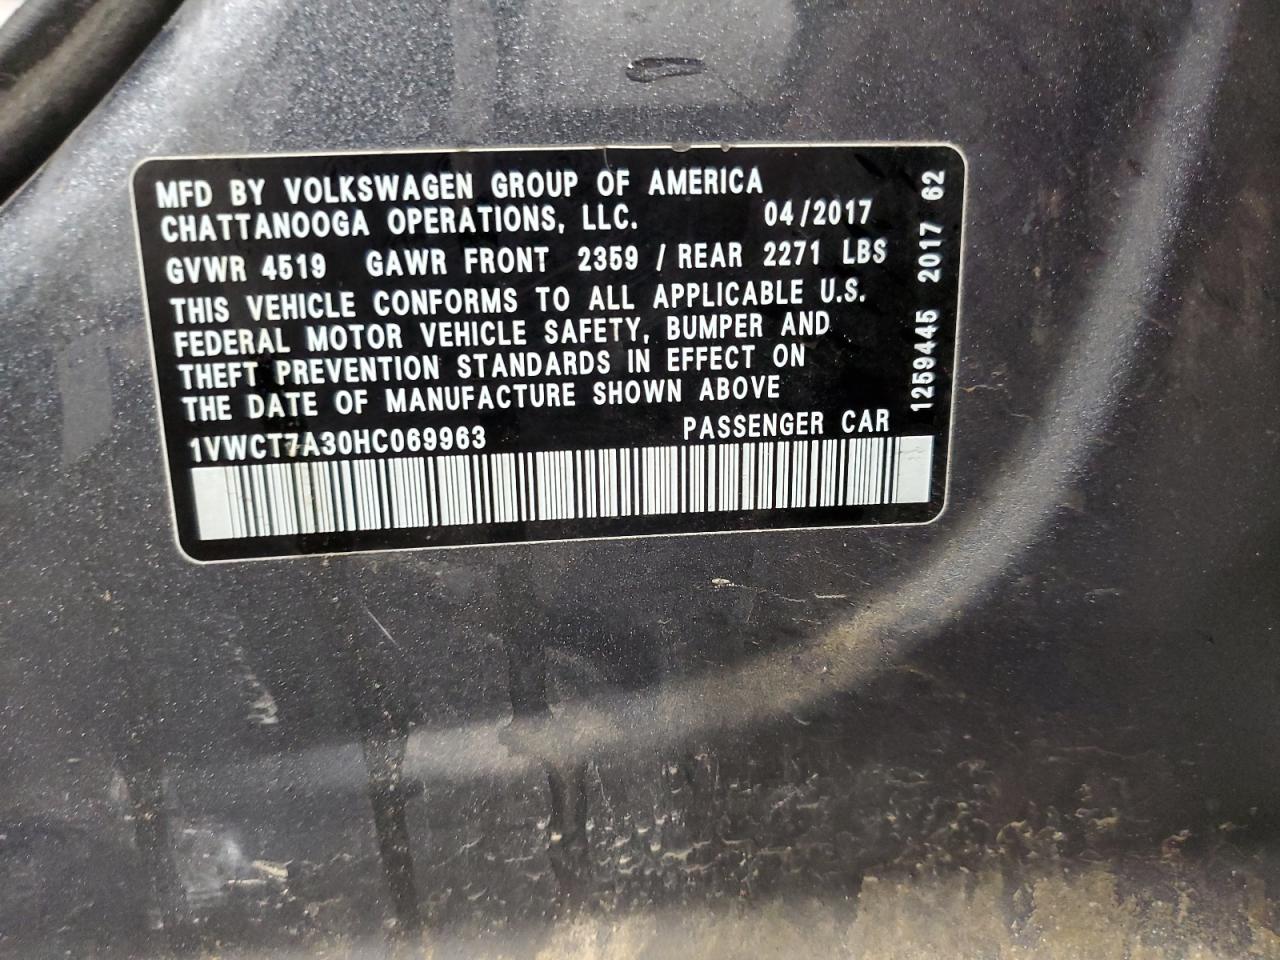 MFD BY VOLKSWAGEN GROUP OF AMERICA
CHATTANOOGA OPERATIONS, LLC. 04/2017
GVWR 4519 GAWR FRONT 2359 / REAR 2271 LBS
THIS VEHICLE CONFORMS TO ALL APPLICABLE U.S.
FEDERAL MOTOR VEHICLE SAFETY, BUMPER AND
THEFT PREVENTION STANDARDS IN EFFECT ON
THE DATE OF MANUFACTURE SHOWN ABOVE
1VWCT7A30HC069963 PASSENGER CAR
1259445 2017 62